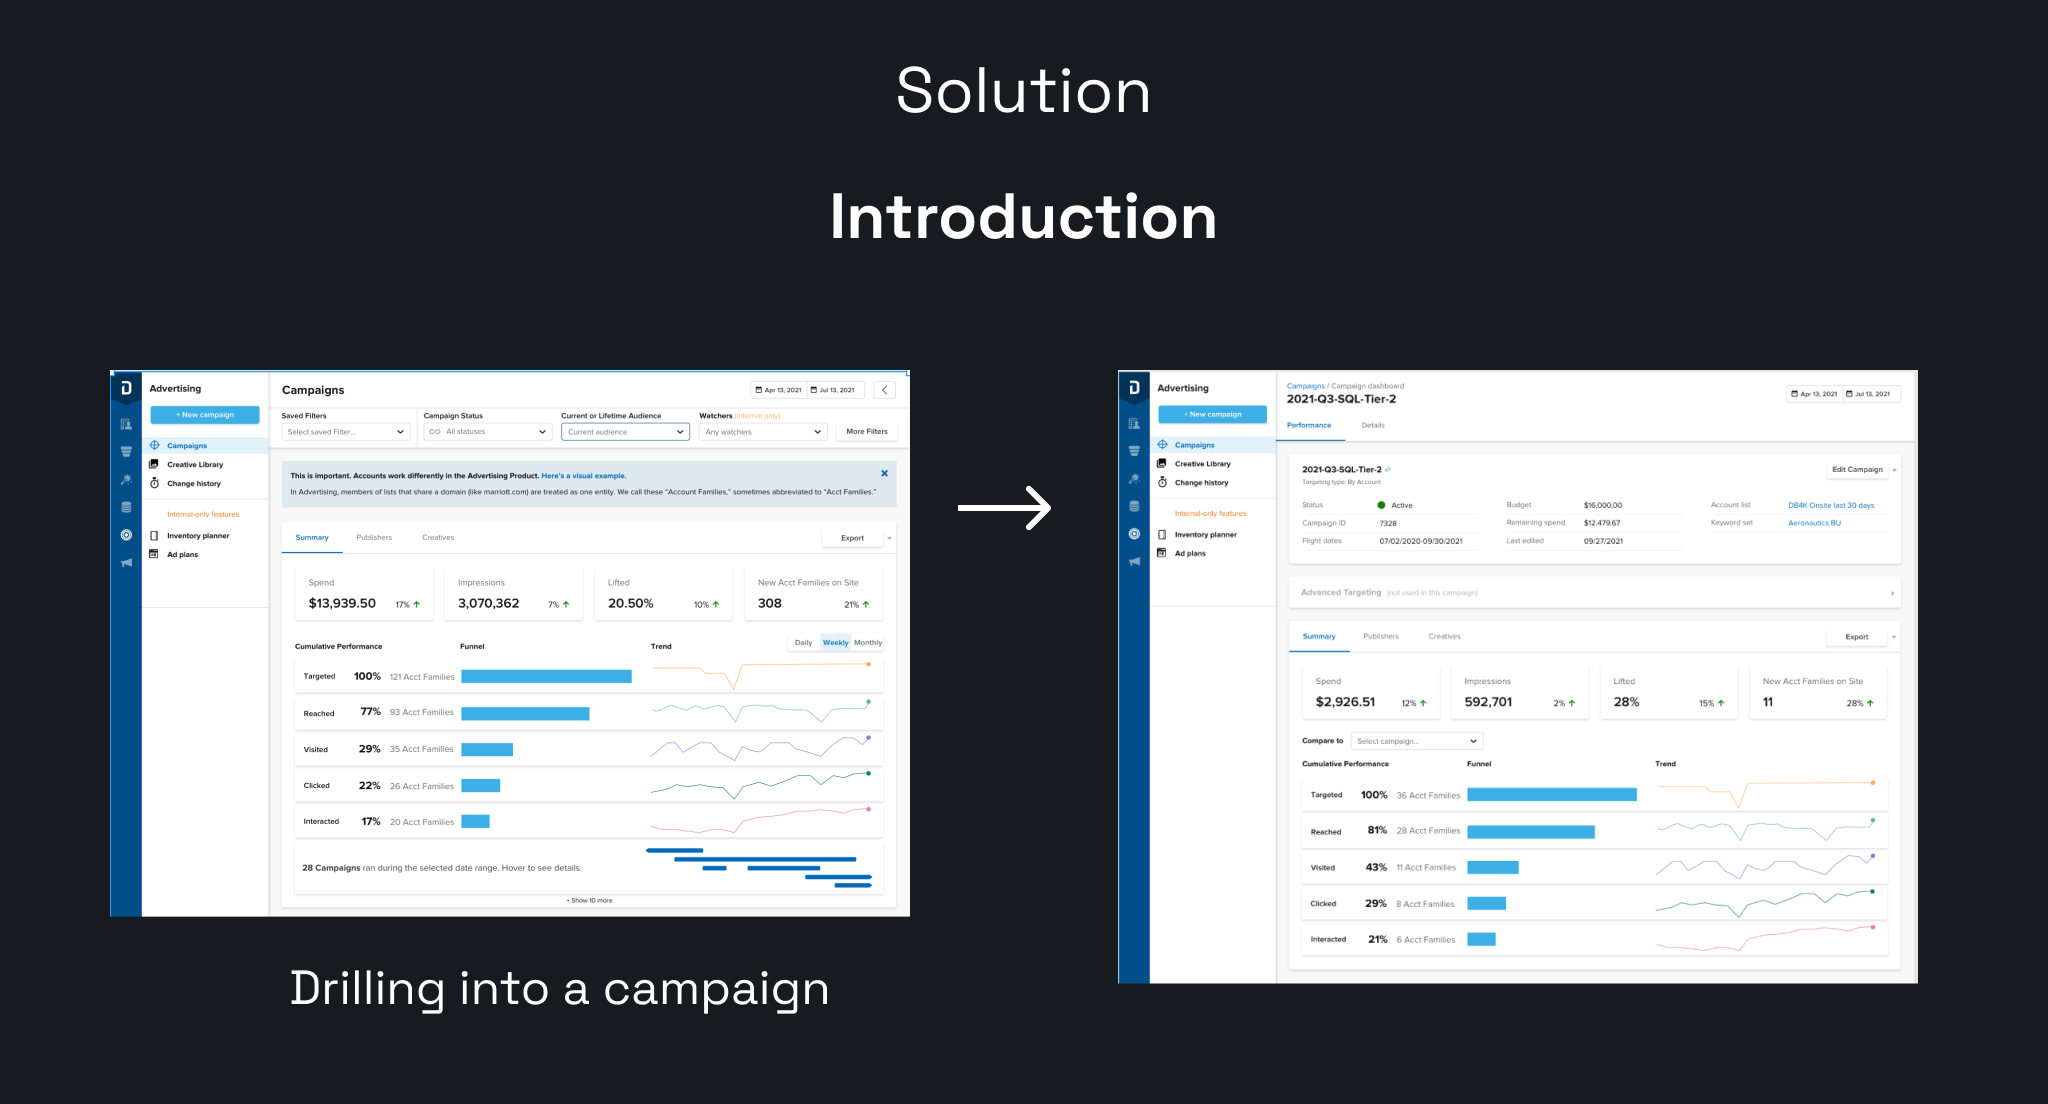 Solution
Introduction
D
Advertising
+ New campaign
Campaigns
Creative Library
Change history
Internal-only features
Inventory planner
Ad plans
Campaigns
Apr 13, 2021 Jul 13, 2021
Saved Filters
Select saved Filter...
Campaign Status
All statuses
Current or Lifetime Audience
Current audience
Watchers (internal only)
Any watchers
More Filters
This is important. Accounts work differently in the Advertising Product. Here's a visual example.
In Advertising, members of lists that share a domain (like marriott.com) are treated as one entity. We call these "Account Families," sometimes abbreviated to "Acct Families."
Summary Publishers Creatives
Export
Spend
$13,939.50 17%
Impressions
3,070,362 7%
Lifted
20.50% 10%
New Acct Families on Site
308 21%
Daily Weekly Monthly
Cumulative Performance Funnel Trend
Targeted 100% 121 Acct Families
Reached 77% 93 Acct Families
Visited 29% 35 Acct Families
Clicked 22% 26 Acct Families
Interacted 17% 20 Acct Families
28 Campaigns ran during the selected date range. Hover to see details.
+ Show 10 more
Drilling into a campaign
D
Advertising
+ New campaign
Campaigns
Creative Library
Change history
Internal-only features
Inventory planner
Ad plans
Campaigns / Campaign dashboard
2021-Q3-SQL-Tier-2
Apr 13, 2021 Jul 13, 2021
Performance Details
2021-Q3-SQL-Tier-2
Targeting type: By Account
Edit Campaign
Status Active
Campaign ID 7328
Flight dates 07/02/2020-09/30/2021
Budget $16,000.00
Remaining spend $12,479.67
Last edited 09/27/2021
Account list DB4K Onsite last 30 days
Keyword set Aeronautics BU
Advanced Targeting (not used in this campaign)
Summary Publishers Creatives
Export
Spend
$2,926.51 12%
Impressions
592,701 2%
Lifted
28% 15%
New Acct Families on Site
11 28%
Compare to Select campaign...
Cumulative Performance Funnel Trend
Targeted 100% 36 Acct Families
Reached 81% 28 Acct Families
Visited 43% 11 Acct Families
Clicked 29% 8 Acct Families
Interacted 21% 6 Acct Families